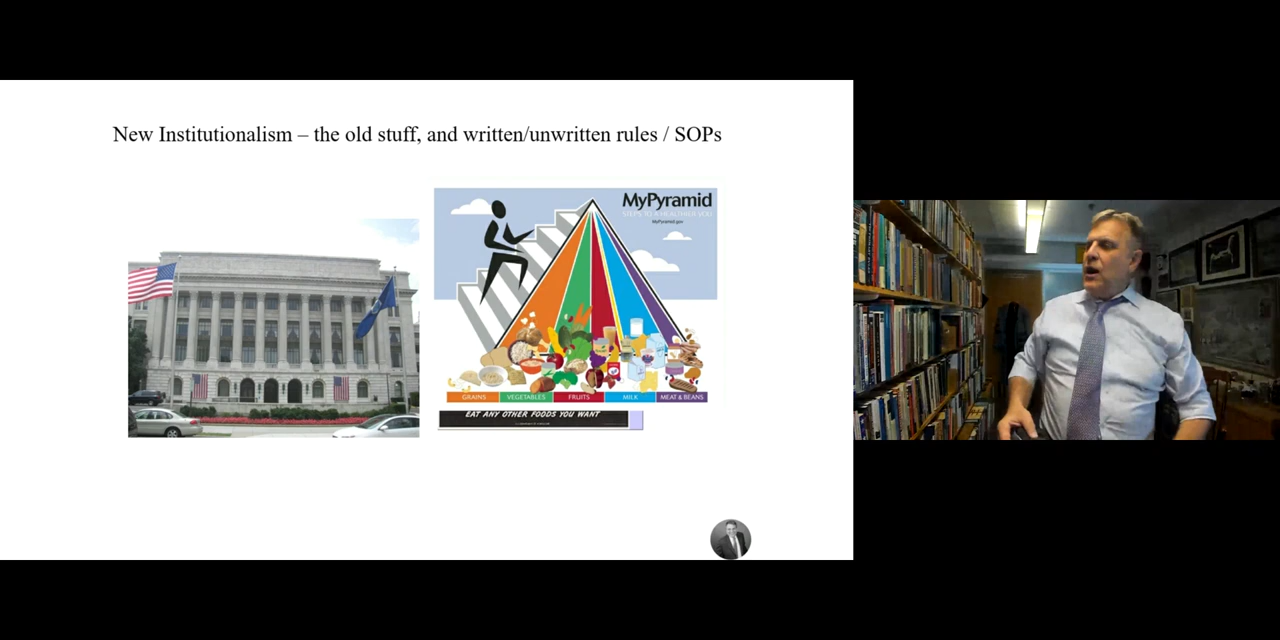 New Institutionalism – the old stuff, and written/unwritten rules / SOPs
MyPyramid
STEPS TO A HEALTHIER YOU
MyPyramid.gov
GRAINS
VEGETABLES
FRUITS
MILK
MEAT & BEANS
EAT ANY OTHER FOODS YOU WANT